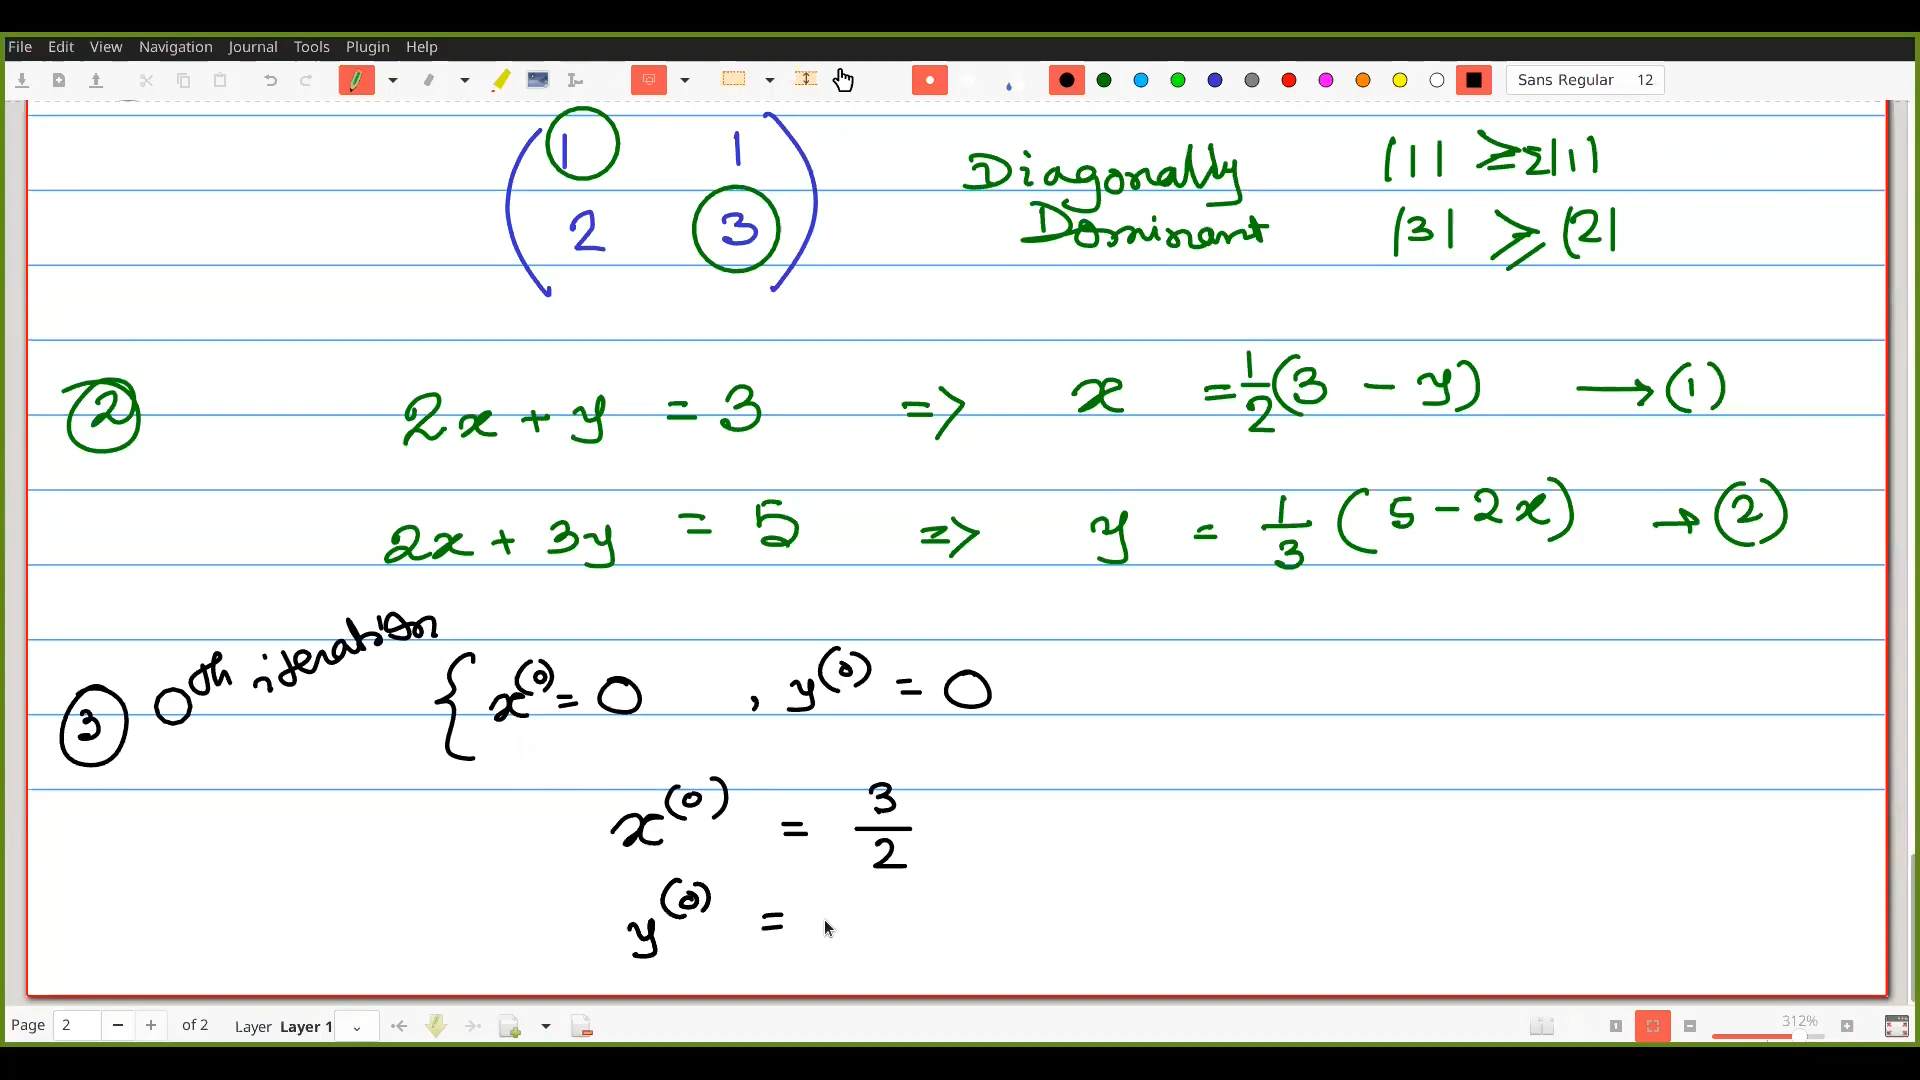 File Edit View Navigation Journal Tools Plugin Help
Sans Regular 12
1 1
2 3
Diagonally
Dominant
|1| ≥ Σ|1|
|3| ≥ |2|
② 2x + y = 3 => x = 1/2 (3 - y) → (1)
2x + 3y = 5 => y = 1/3 (5 - 2x) → ②
③ 0th iteration { x^(0) = 0 , y^(0) = 0
x^(0) = 3/2
y^(0) =
Page 2 of 2 Layer Layer 1 312%